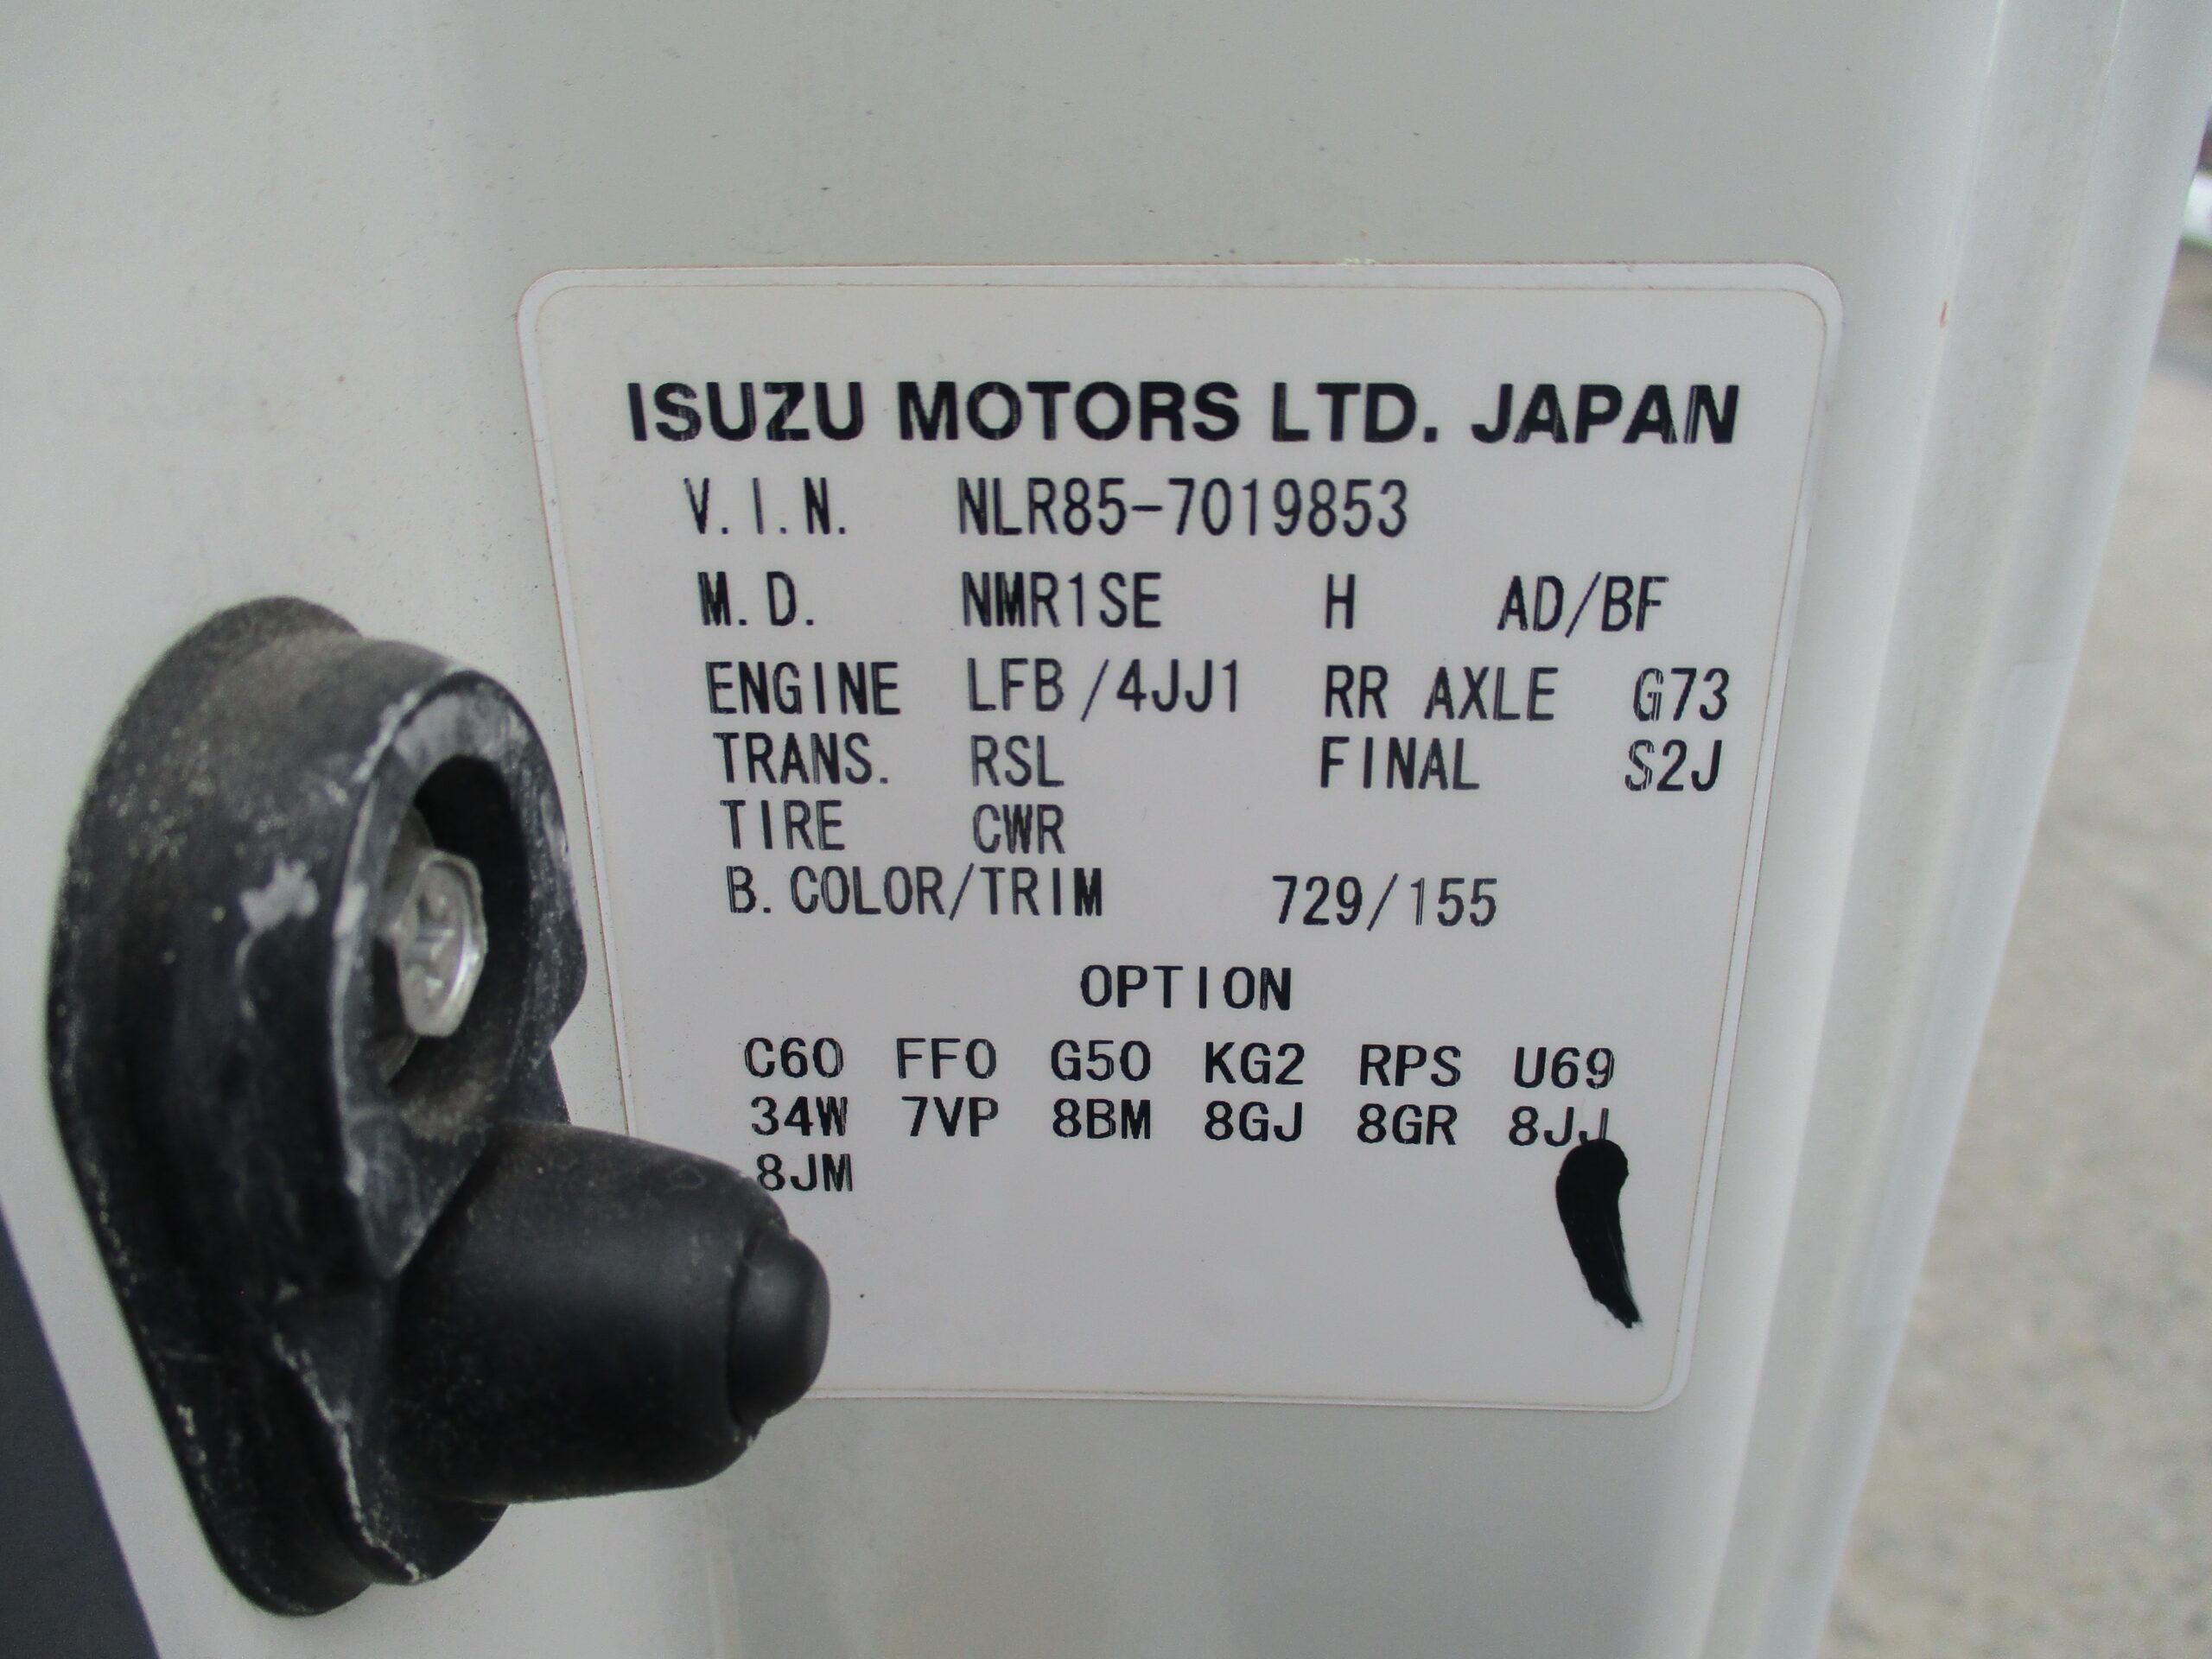 ISUZU MOTORS LTD. JAPAN
V.I.N. NLR85-7019853
M.D. NMR1SE H AD/BF
ENGINE LFB/4JJ1 RR AXLE G73
TRANS. RSL FINAL S2J
TIRE CWR
B.COLOR/TRIM 729/155
OPTION
C60 FF0 G50 KG2 RPS U69
34W 7VP 8BM 8GJ 8GR 8JJ
8JM